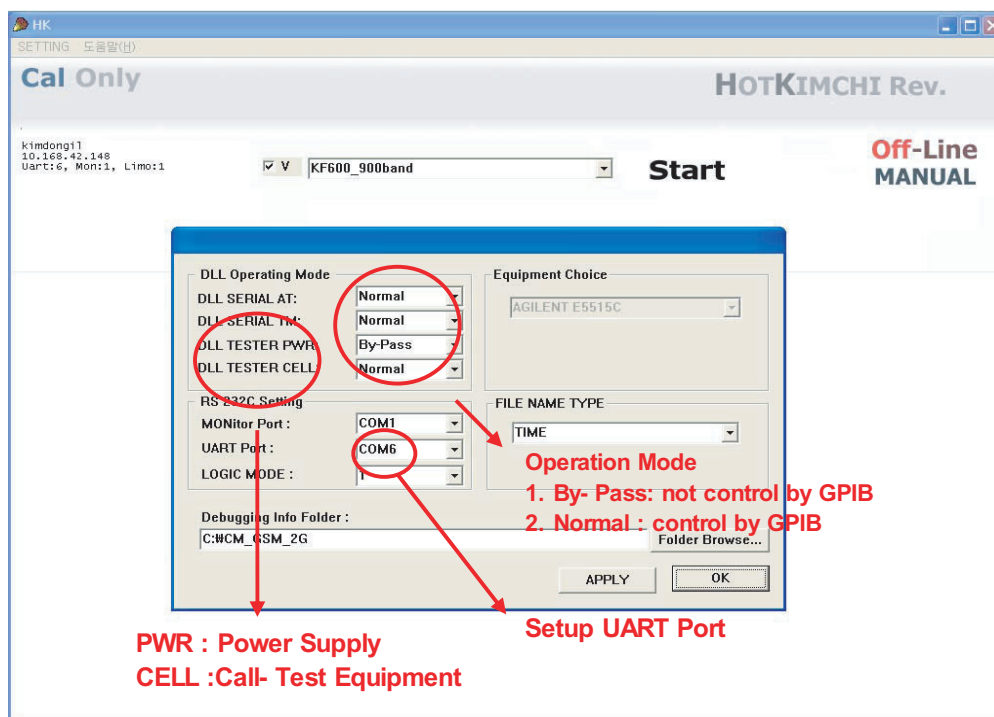 HK
SETTING 도움말(H)
Cal Only
HOTKIMCHI Rev.
kimdongil
10.168.42.148
Uart:6, Mon:1, Limo:1
V
KF600_900band
Start
Off-Line
MANUAL
DLL Operating Mode
DLL SERIAL AT: Normal
DLL SERIAL TM: Normal
DLL TESTER PWR: By-Pass
DLL TESTER CELL: Normal
Equipment Choice
AGILENT E5515C
RS 232C Setting
MONitor Port : COM1
UART Port : COM6
LOGIC MODE : 1
FILE NAME TYPE
TIME
Operation Mode
1. By- Pass: not control by GPIB
2. Normal : control by GPIB
Debugging Info Folder :
C:₩CM_GSM_2G
Folder Browse...
APPLY
OK
Setup UART Port
PWR : Power Supply
CELL :Call- Test Equipment